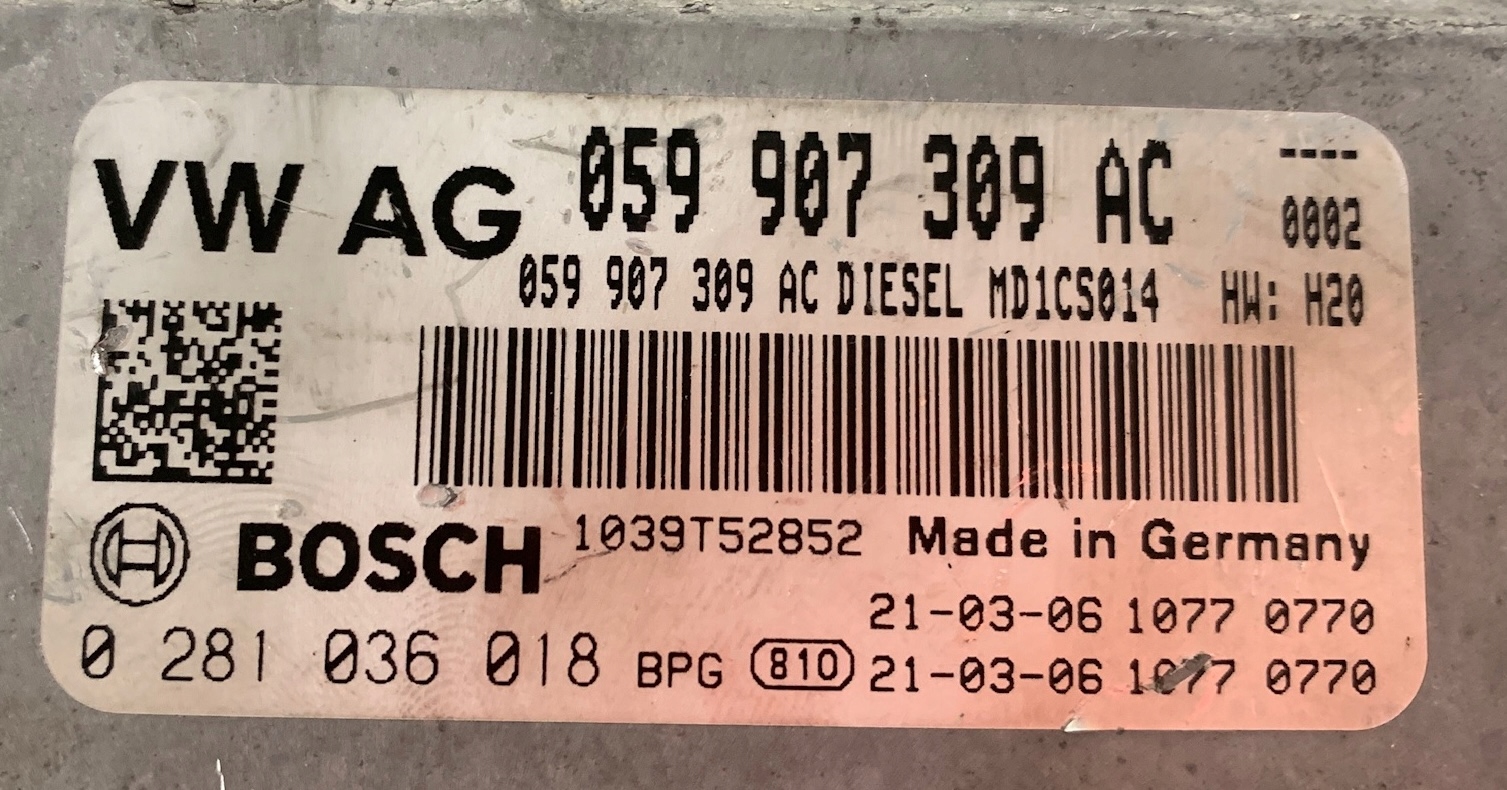 VW AG 059 907 309 AC ----
0002
059 907 309 AC DIESEL MD1CS014 HW: H20
BOSCH 1039T52852 Made in Germany
21-03-06 1077 0770
0 281 036 018 BPG 810 21-03-06 1077 0770